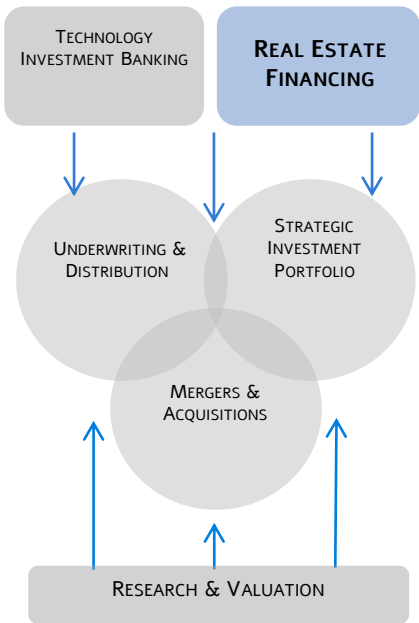 TECHNOLOGY
INVESTMENT BANKING
REAL ESTATE
FINANCING
UNDERWRITING &
DISTRIBUTION
STRATEGIC
INVESTMENT
PORTFOLIO
MERGERS &
ACQUISITIONS
RESEARCH & VALUATION